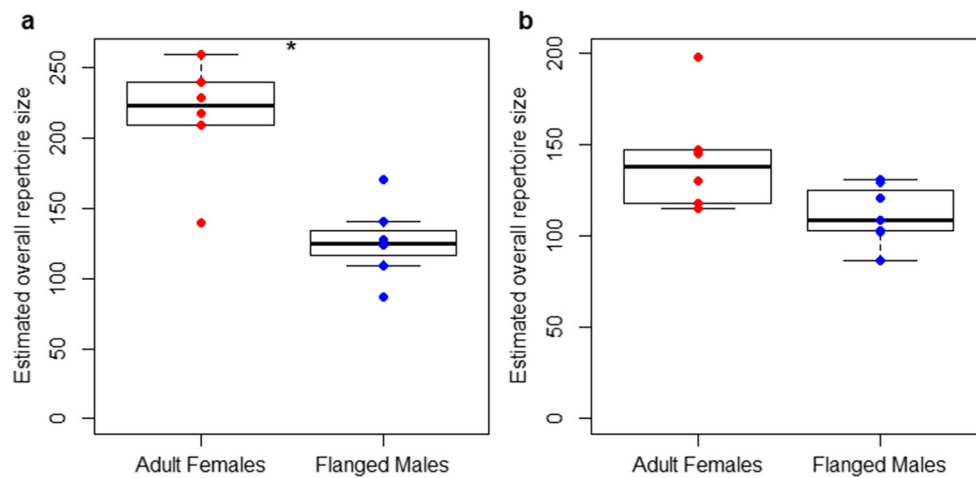 a
*
Estimated overall repertoire size
250
200
150
100
50
0
Adult Females Flanged Males
b
Estimated overall repertoire size
200
150
100
50
0
Adult Females Flanged Males